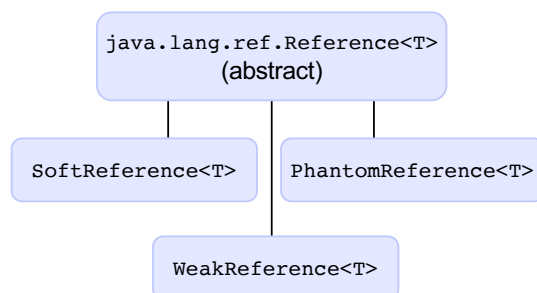 java.lang.ref.Reference<T>
(abstract)
SoftReference<T>
PhantomReference<T>
WeakReference<T>